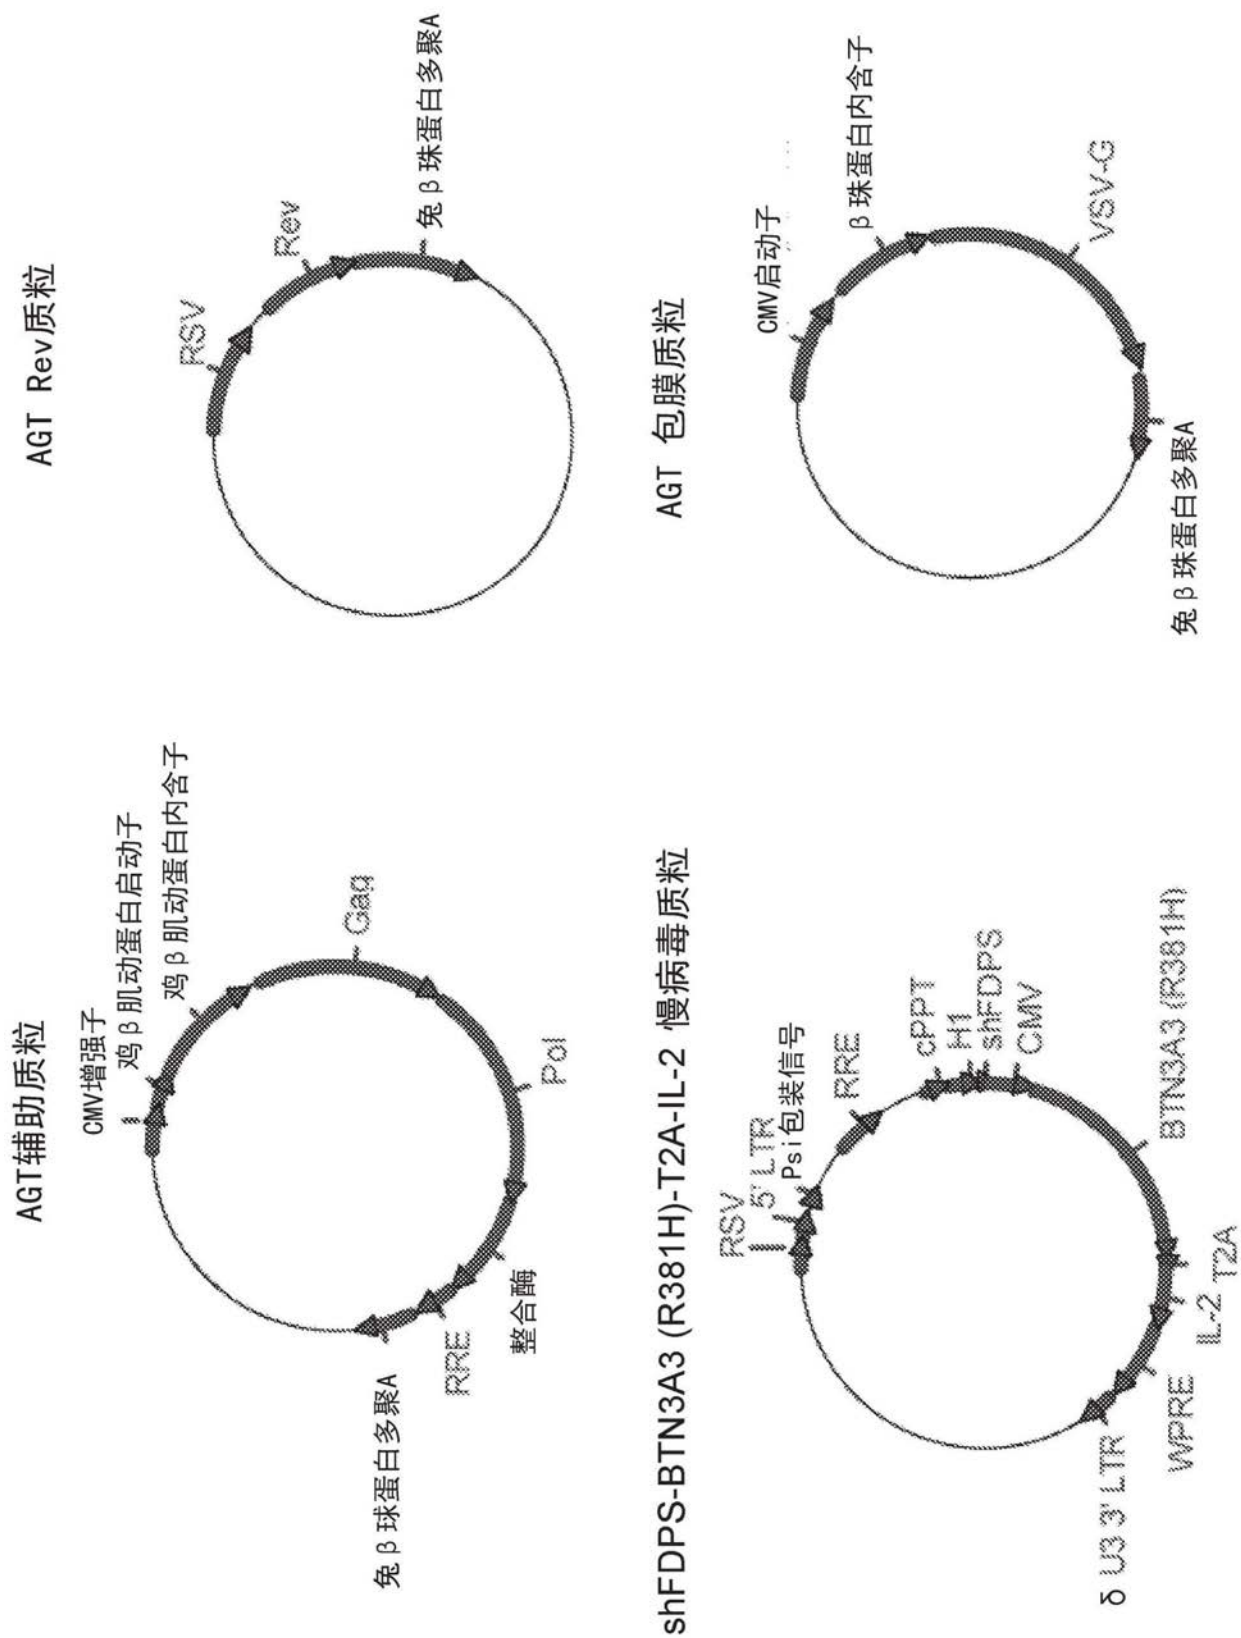 AGT辅助质粒
CMV增强子
鸡β肌动蛋白启动子
鸡β肌动蛋白内含子
Gag
Pol
整合酶
RRE
兔β球蛋白多聚A
AGT Rev质粒
RSV
Rev
兔β珠蛋白多聚A
shFDPS-BTN3A3 (R381H)-T2A-IL-2 慢病毒质粒
RSV
5' LTR
Psi包装信号
RRE
cPPT
H1
shFDPS
CMV
BTN3A3 (R381H)
T2A
IL-2
WPRE
δ U3 3' LTR
AGT 包膜质粒
CMV启动子
β珠蛋白内含子
VSV-G
兔β珠蛋白多聚A